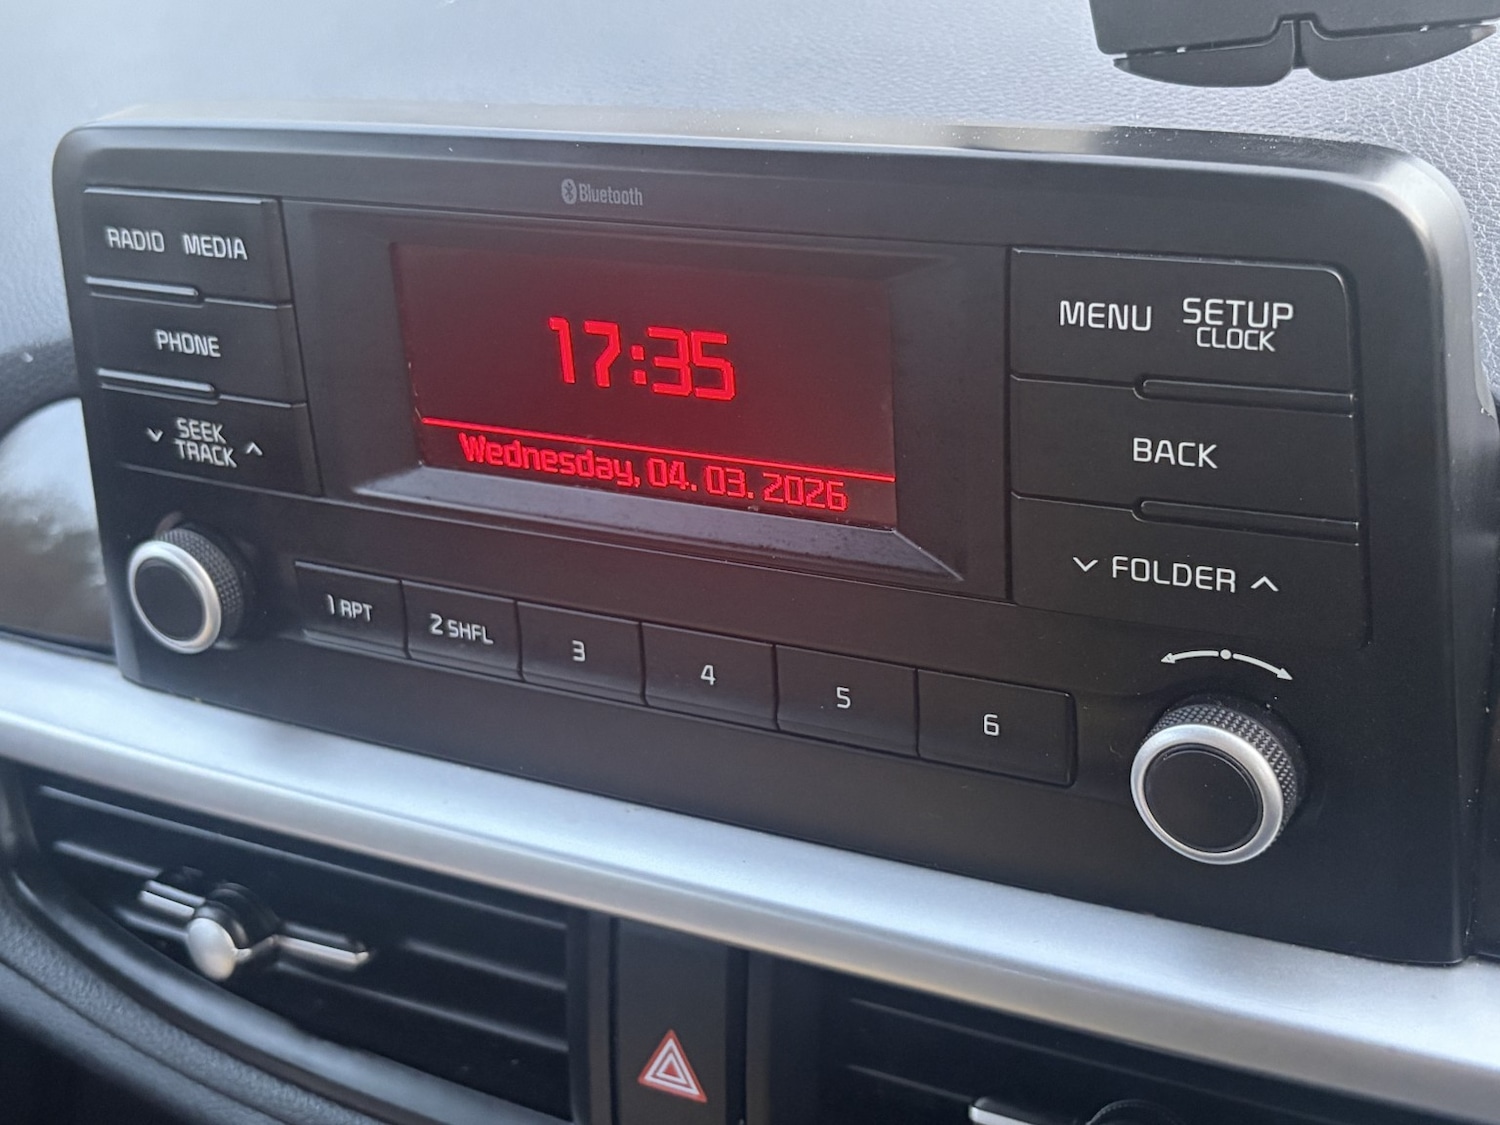 Bluetooth
RADIO MEDIA
PHONE
SEEK
TRACK
17:35
Wednesday, 04. 03. 2026
MENU SETUP
CLOCK
BACK
FOLDER
1 RPT 2 SHFL 3 4 5 6